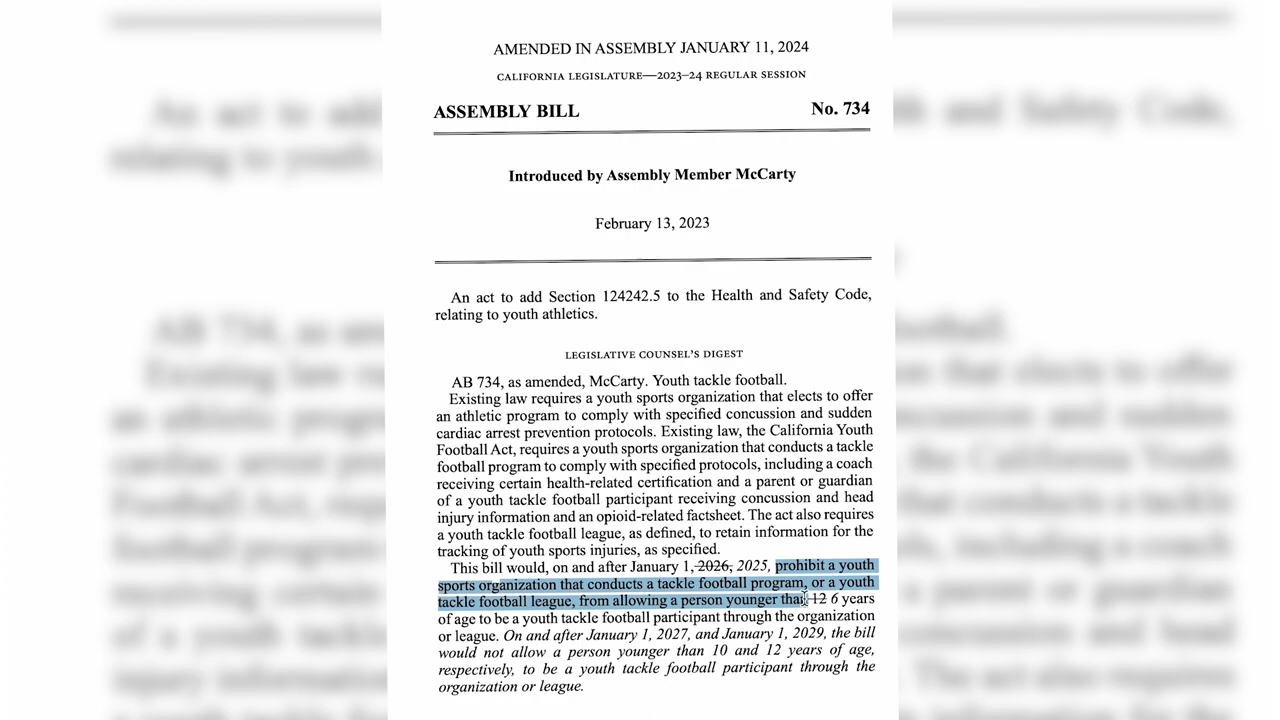 AMENDED IN ASSEMBLY JANUARY 11, 2024
CALIFORNIA LEGISLATURE—2023–24 REGULAR SESSION
ASSEMBLY BILL No. 734
Introduced by Assembly Member McCarty
February 13, 2023
An act to add Section 124242.5 to the Health and Safety Code,
relating to youth athletics.
LEGISLATIVE COUNSEL'S DIGEST
AB 734, as amended, McCarty. Youth tackle football.
Existing law requires a youth sports organization that elects to offer
an athletic program to comply with specified concussion and sudden
cardiac arrest prevention protocols. Existing law, the California Youth
Football Act, requires a youth sports organization that conducts a tackle
football program to comply with specified protocols, including a coach
receiving certain health-related certification and a parent or guardian
of a youth tackle football participant receiving concussion and head
injury information and an opioid-related factsheet. The act also requires
a youth tackle football league, as defined, to retain information for the
tracking of youth sports injuries, as specified.
This bill would, on and after January 1, 2026, 2025, prohibit a youth
sports organization that conducts a tackle football program, or a youth
tackle football league, from allowing a person younger than 12 6 years
of age to be a youth tackle football participant through the organization
or league. On and after January 1, 2027, and January 1, 2029, the bill
would not allow a person younger than 10 and 12 years of age,
respectively, to be a youth tackle football participant through the
organization or league.